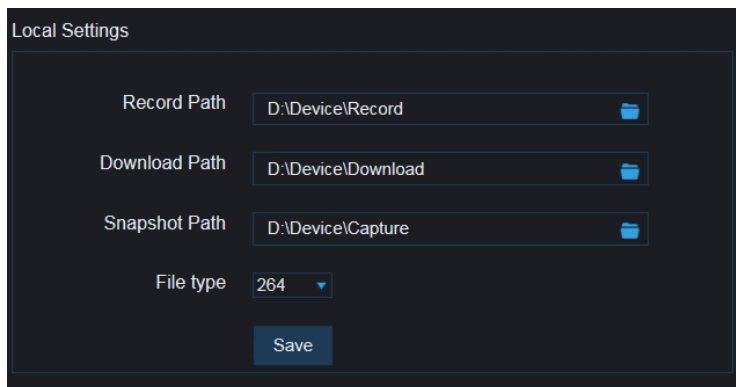 Local Settings
Record Path D:\Device\Record
Download Path D:\Device\Download
Snapshot Path D:\Device\Capture
File type 264
Save